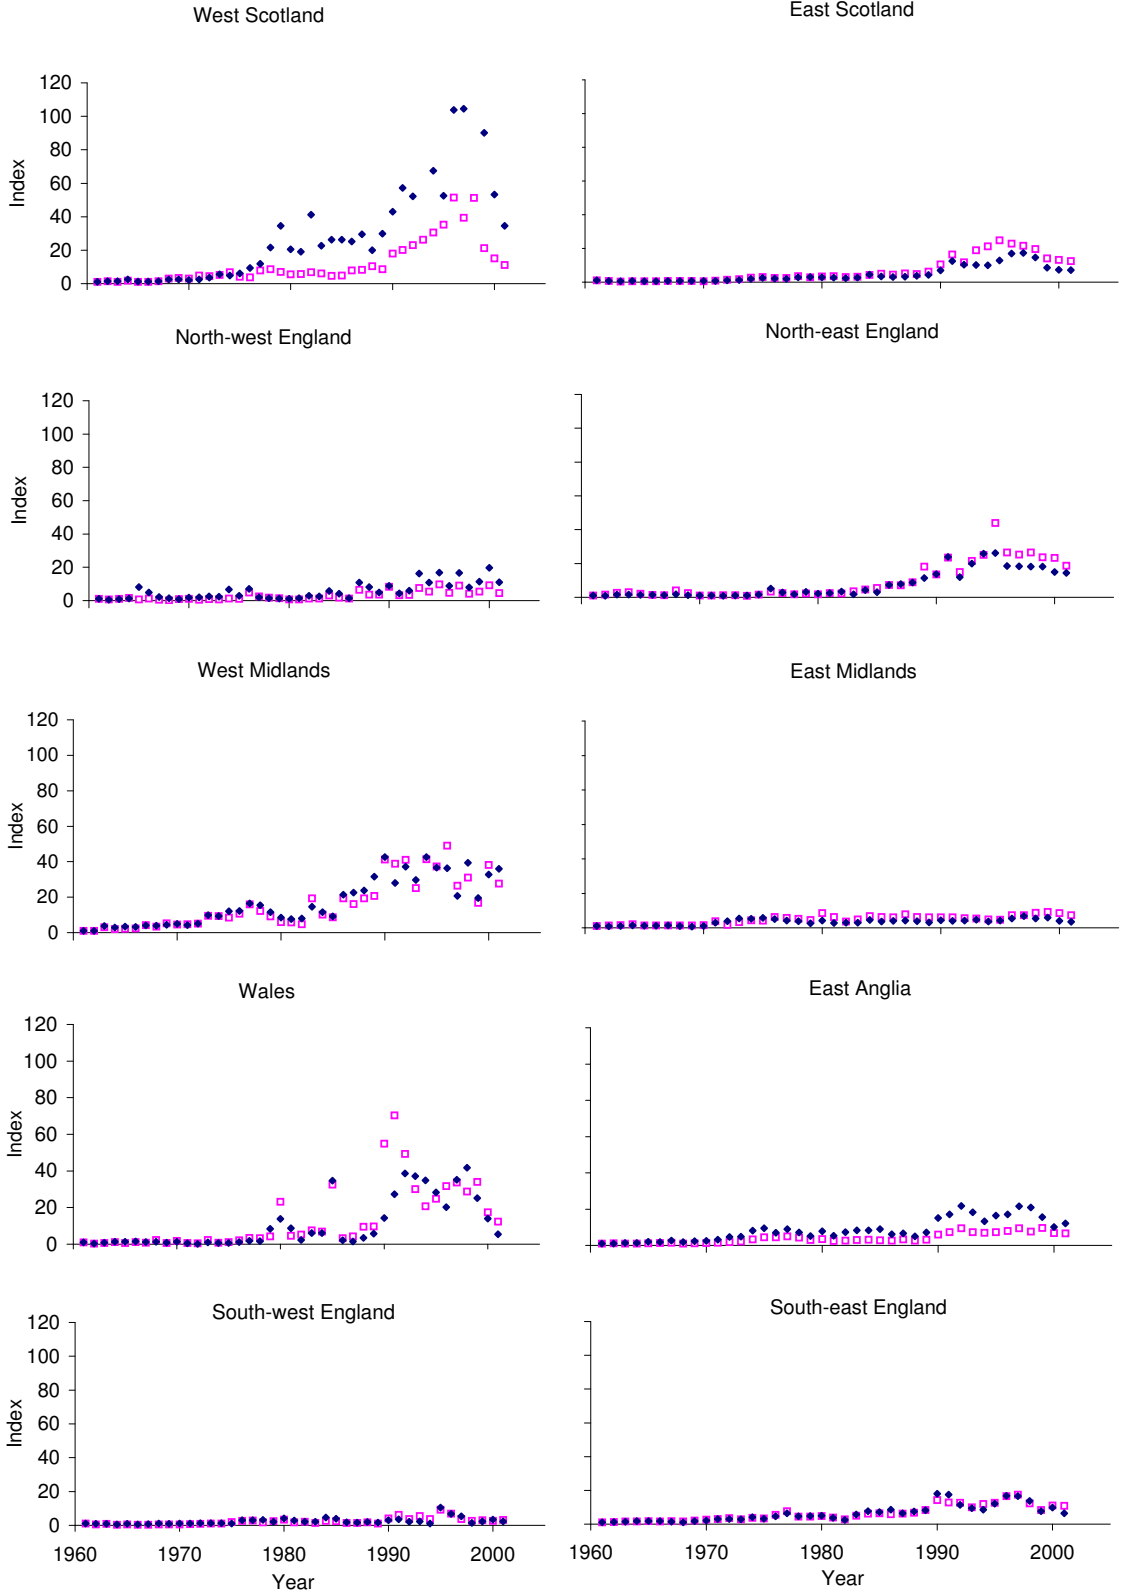 West Scotland
East Scotland
120
100
80
60
40
20
0
Index
North-west England
North-east England
120
100
80
60
40
20
0
Index
West Midlands
East Midlands
120
100
80
60
40
20
0
Index
Wales
East Anglia
120
100
80
60
40
20
0
Index
South-west England
South-east England
120
100
80
60
40
20
0
Index
1960 1970 1980 1990 2000
Year
1960 1970 1980 1990 2000
Year